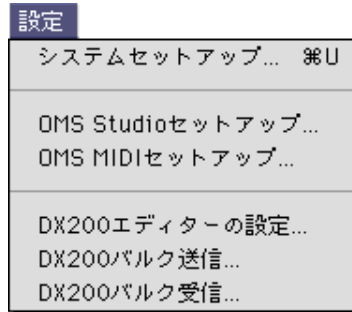 設定
システムセットアップ... ⌘U
OMS Studioセットアップ...
OMS MIDIセットアップ...
DX200エディターの設定...
DX200バルク送信...
DX200バルク受信...